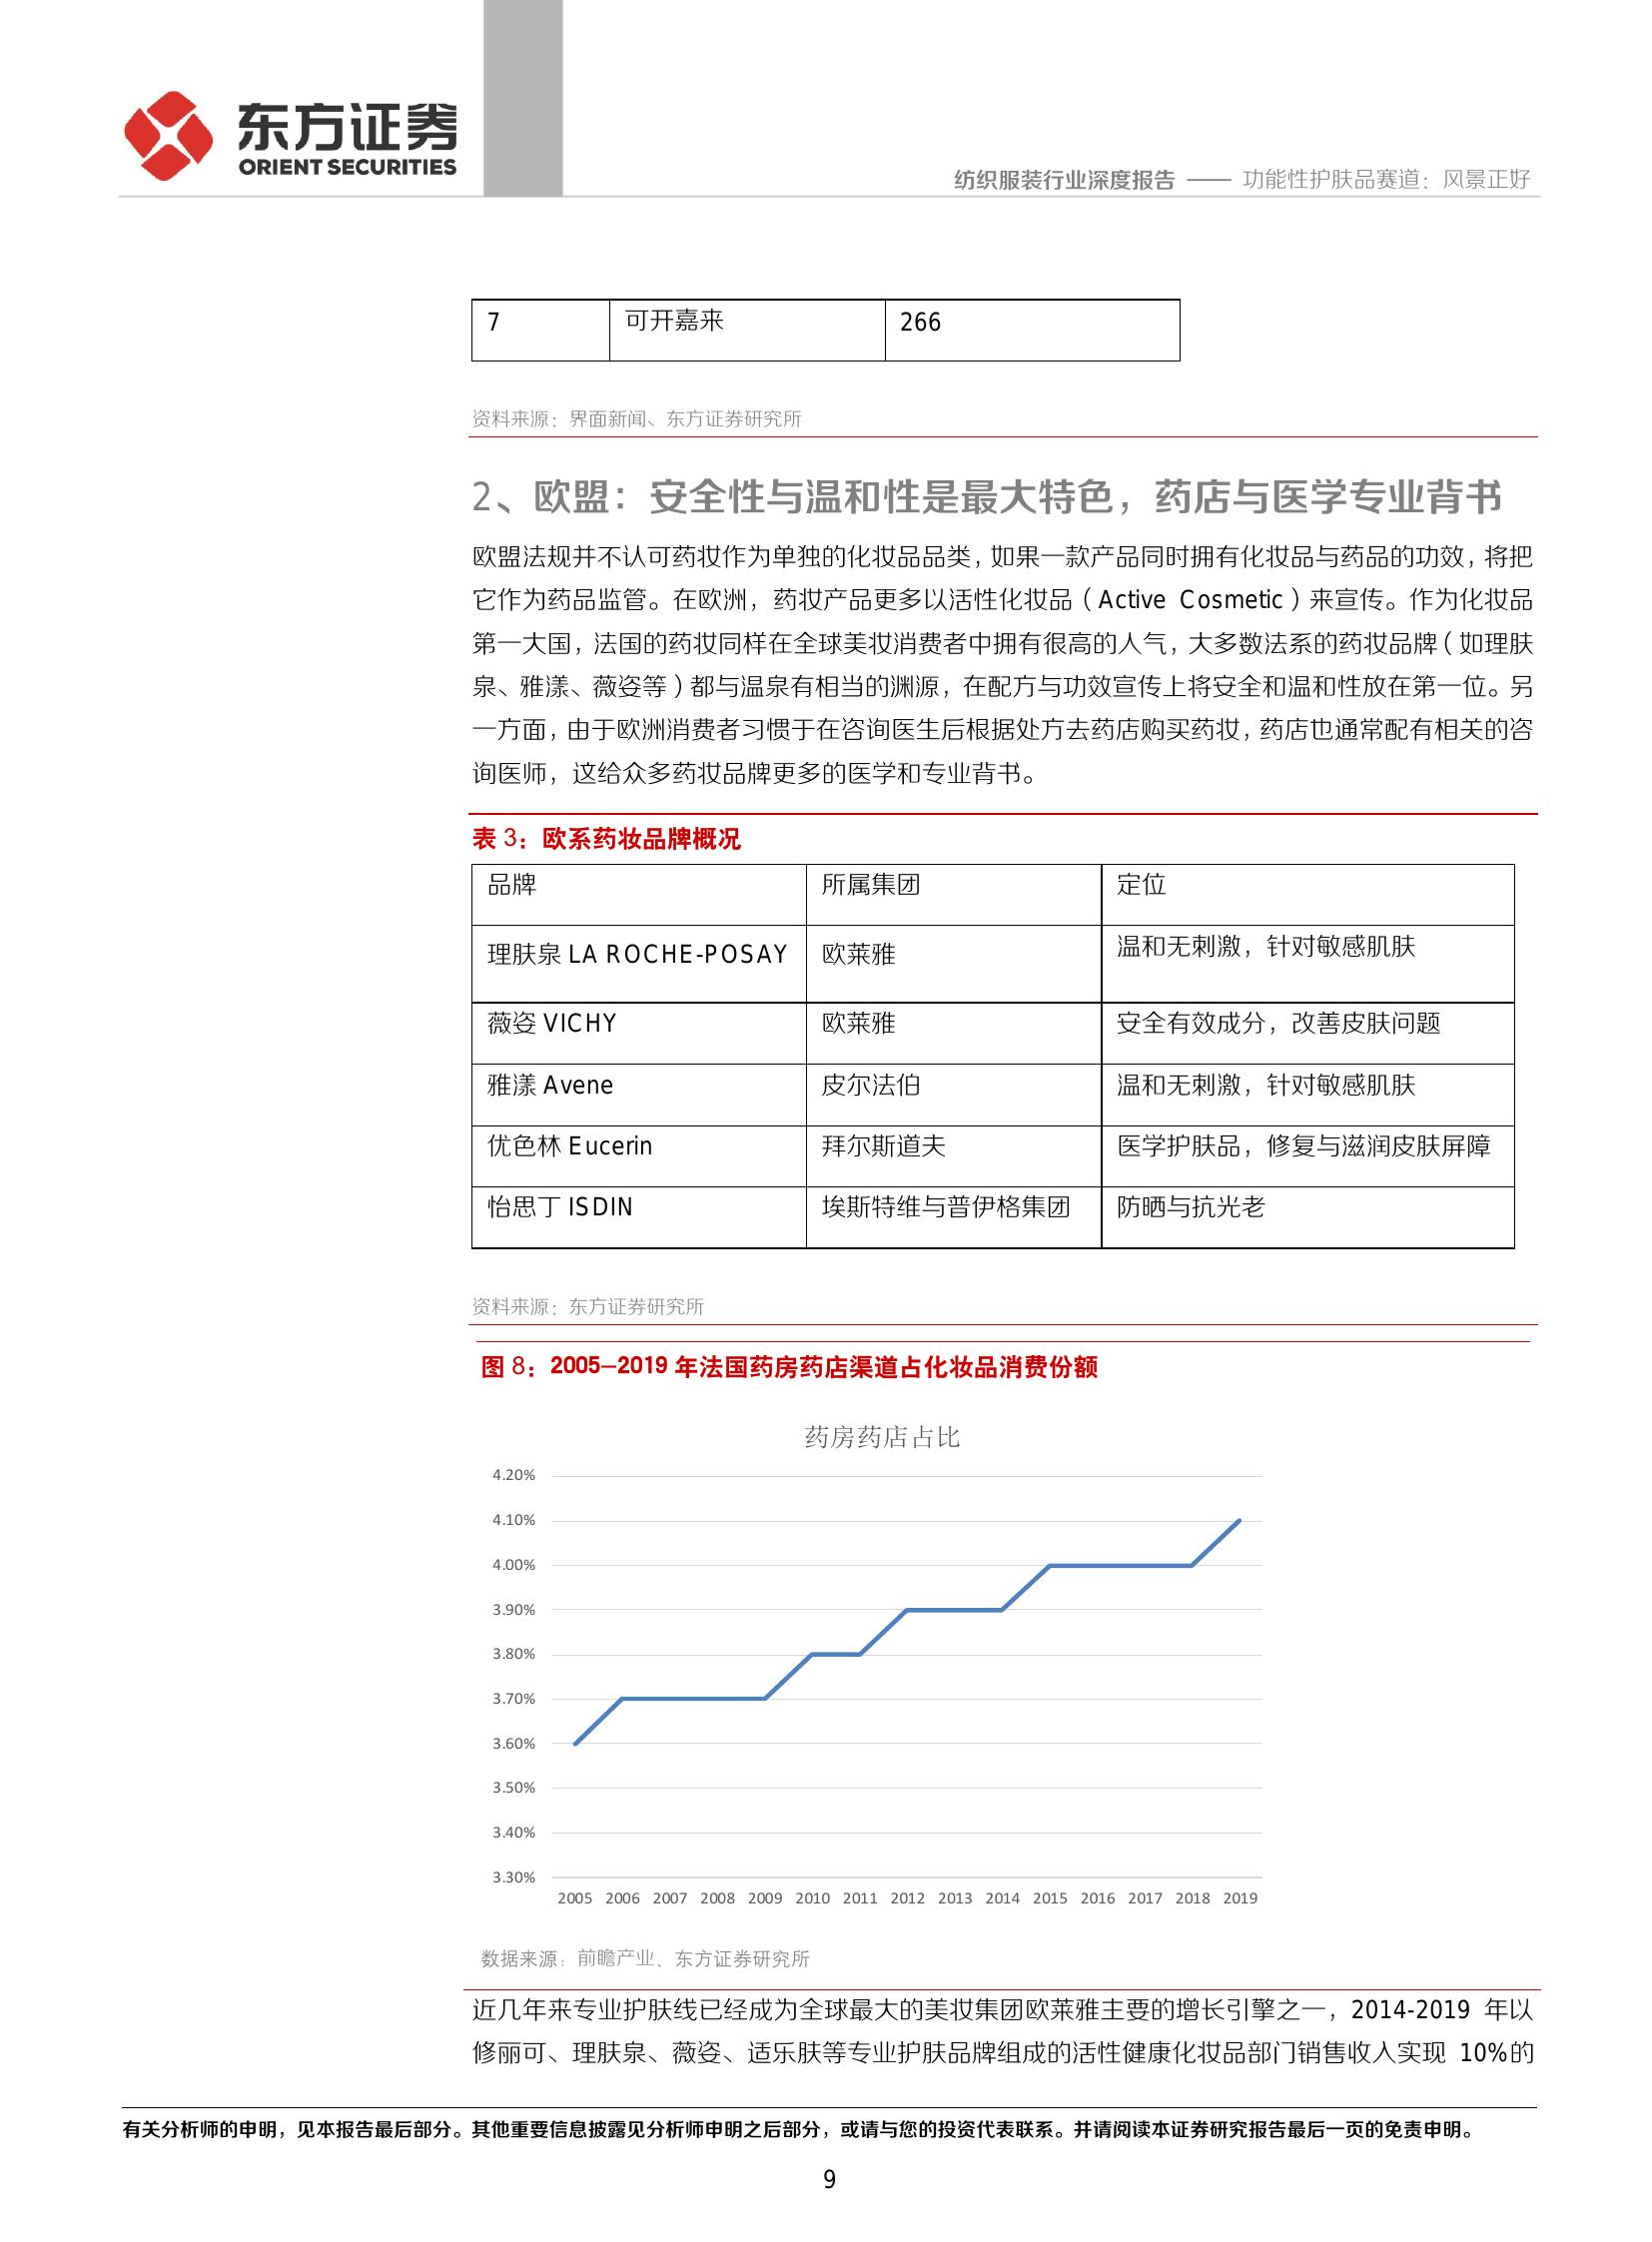 东方证券
ORIENT SECURITIES
纺织服装行业深度报告 —— 功能性护肤品赛道：风景正好
7 可开嘉来 266
资料来源：界面新闻、东方证券研究所
2、欧盟：安全性与温和性是最大特色，药店与医学专业背书
欧盟法规并不认可药妆作为单独的化妆品品类，如果一款产品同时拥有化妆品与药品的功效，将把
它作为药品监管。在欧洲，药妆产品更多以活性化妆品（Active Cosmetic）来宣传。作为化妆品
第一大国，法国的药妆同样在全球美妆消费者中拥有很高的人气，大多数法系的药妆品牌（如理肤
泉、雅漾、薇姿等）都与温泉有相当的渊源，在配方与功效宣传上将安全和温和性放在第一位。另
一方面，由于欧洲消费者习惯于在咨询医生后根据处方去药店购买药妆，药店也通常配有相关的咨
询医师，这给众多药妆品牌更多的医学和专业背书。
表 3：欧系药妆品牌概况
品牌 所属集团 定位
理肤泉 LA ROCHE-POSAY 欧莱雅 温和无刺激，针对敏感肌肤
薇姿 VICHY 欧莱雅 安全有效成分，改善皮肤问题
雅漾 Avene 皮尔法伯 温和无刺激，针对敏感肌肤
优色林 Eucerin 拜尔斯道夫 医学护肤品，修复与滋润皮肤屏障
怡思丁 ISDIN 埃斯特维与普伊格集团 防晒与抗光老
资料来源：东方证券研究所
图 8：2005–2019 年法国药房药店渠道占化妆品消费份额
药房药店占比
4.20%
4.10%
4.00%
3.90%
3.80%
3.70%
3.60%
3.50%
3.40%
3.30%
2005 2006 2007 2008 2009 2010 2011 2012 2013 2014 2015 2016 2017 2018 2019
数据来源：前瞻产业、东方证券研究所
近几年来专业护肤线已经成为全球最大的美妆集团欧莱雅主要的增长引擎之一，2014-2019 年以
修丽可、理肤泉、薇姿、适乐肤等专业护肤品牌组成的活性健康化妆品部门销售收入实现 10%的
有关分析师的申明，见本报告最后部分。其他重要信息披露见分析师申明之后部分，或请与您的投资代表联系。并请阅读本证券研究报告最后一页的免责申明。
9